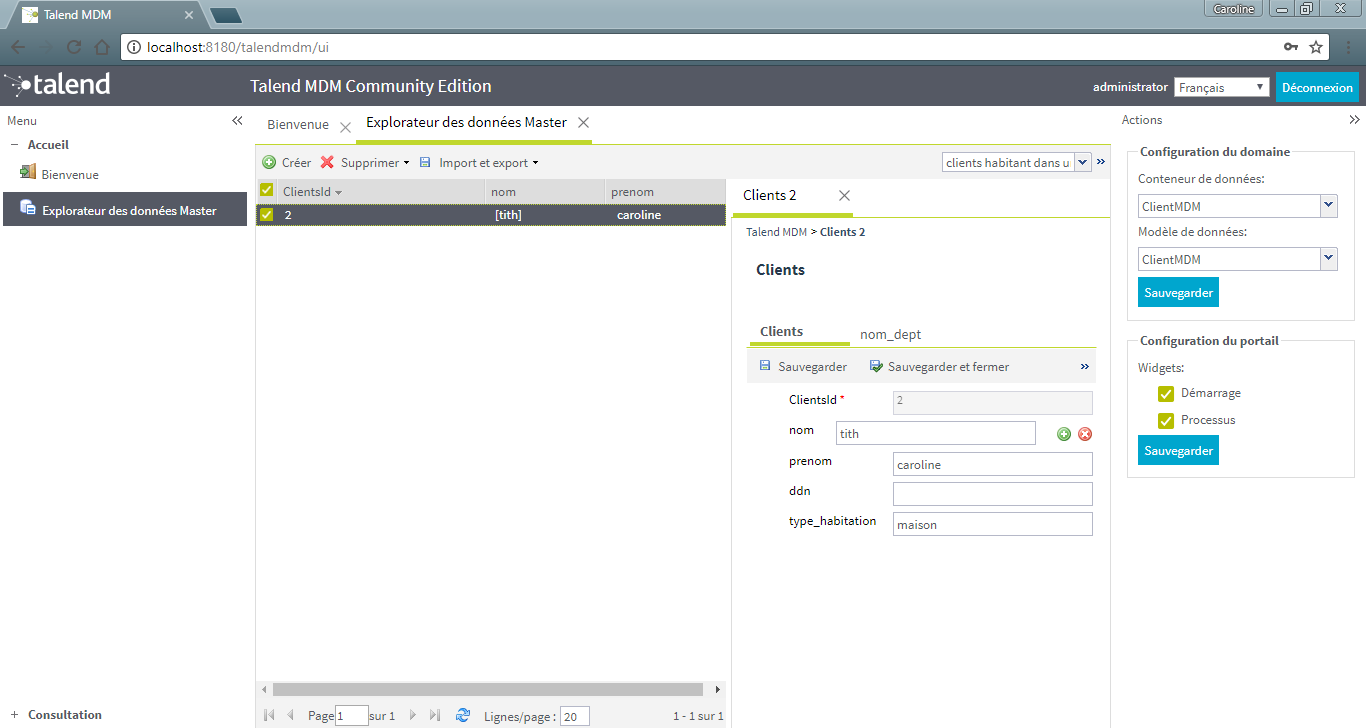 Talend MDM
Caroline
localhost:8180/talendmdm/ui
talend
Talend MDM Community Edition
administrator
Français
Déconnexion
Menu
Accueil
Bienvenue
Explorateur des données Master
Consultation
Bienvenue
Explorateur des données Master
Créer
Supprimer
Import et export
clients habitant dans u
ClientsId
nom
prenom
2
[tith]
caroline
Page 1 sur 1
Lignes/page : 20
1 - 1 sur 1
Clients 2
Talend MDM > Clients 2
Clients
Clients
nom_dept
Sauvegarder
Sauvegarder et fermer
ClientsId *
2
nom
tith
prenom
caroline
ddn
type_habitation
maison
Actions
Configuration du domaine
Conteneur de données:
ClientMDM
Modèle de données:
ClientMDM
Sauvegarder
Configuration du portail
Widgets:
Démarrage
Processus
Sauvegarder